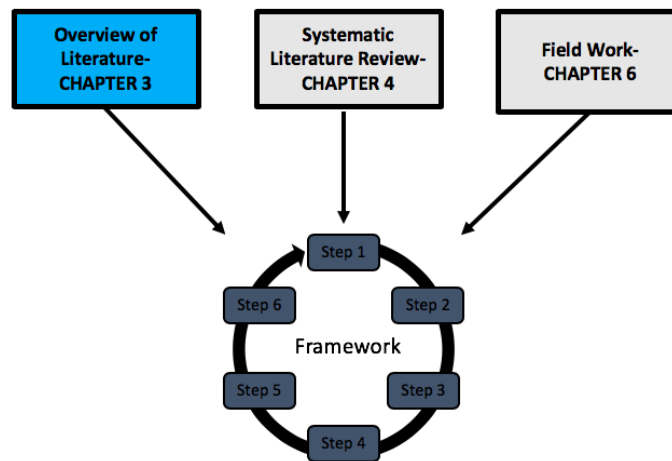 Overview of
Literature-
CHAPTER 3
Systematic
Literature Review-
CHAPTER 4
Field Work-
CHAPTER 6
Step 1
Step 6
Step 2
Framework
Step 5
Step 3
Step 4